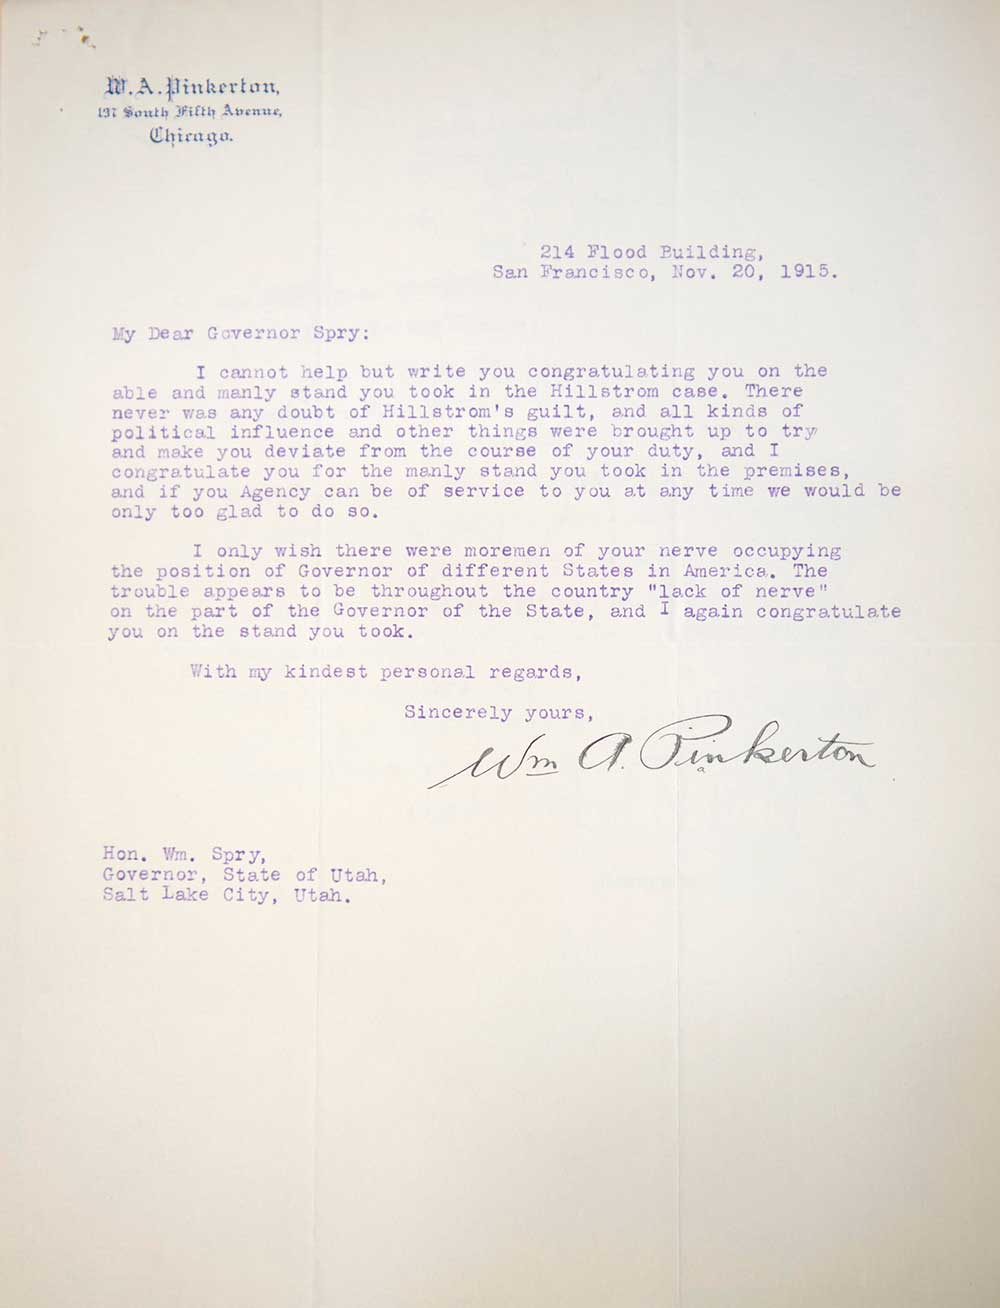 W. A. Pinkerton,
137 South Fifth Avenue,
Chicago.
214 Flood Building,
San Francisco, Nov. 20, 1915.
My Dear Governor Spry:
I cannot help but write you congratulating you on the
able and manly stand you took in the Hillstrom case. There
never was any doubt of Hillstrom's guilt, and all kinds of
political influence and other things were brought up to try
and make you deviate from the course of your duty, and I
congratulate you for the manly stand you took in the premises,
and if you Agency can be of service to you at any time we would be
only too glad to do so.
I only wish there were moremen of your nerve occupying
the position of Governor of different States in America. The
trouble appears to be throughout the country "lack of nerve"
on the part of the Governor of the State, and I again congratulate
you on the stand you took.
With my kindest personal regards,
Sincerely yours,
Wm A. Pinkerton
Hon. Wm. Spry,
Governor, State of Utah,
Salt Lake City, Utah.